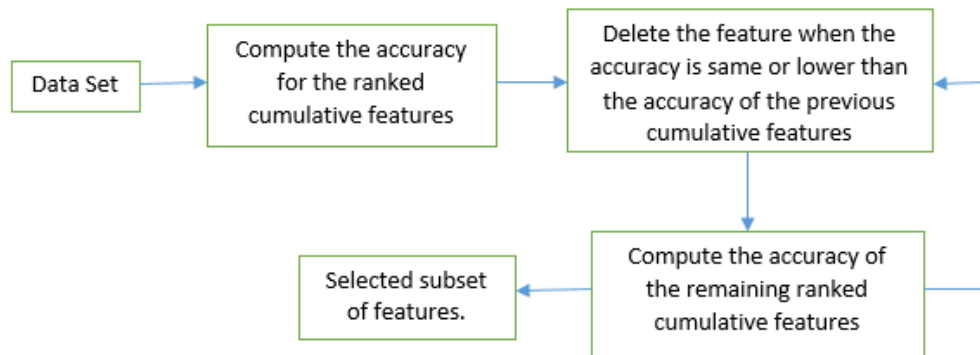 Data Set
Compute the accuracy
for the ranked
cumulative features
Delete the feature when the
accuracy is same or lower than
the accuracy of the previous
cumulative features
Compute the accuracy of
the remaining ranked
cumulative features
Selected subset
of features.